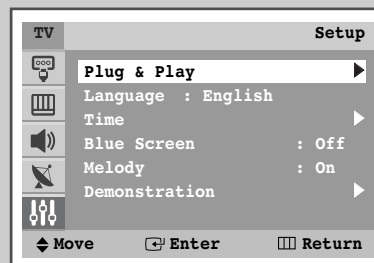 TV Setup
Plug & Play
Language : English
Time
Blue Screen : Off
Melody : On
Demonstration
Move Enter Return